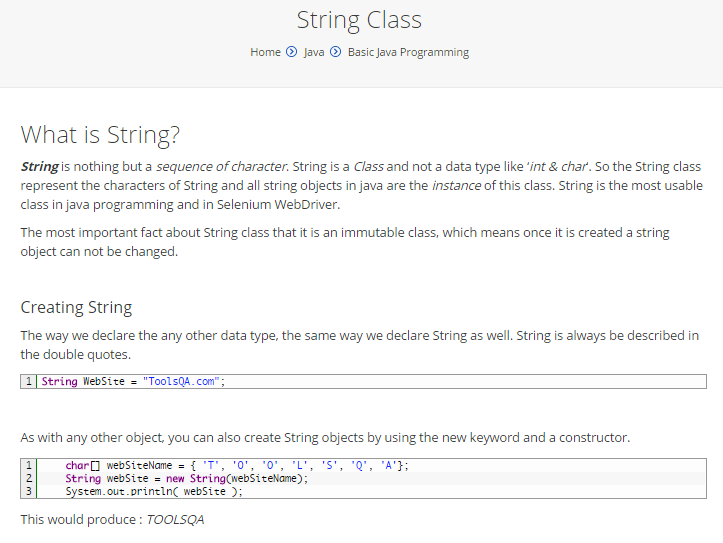 String Class
Home Java Basic Java Programming
What is String?
String is nothing but a sequence of character. String is a Class and not a data type like 'int & char'. So the String class
represent the characters of String and all string objects in java are the instance of this class. String is the most usable
class in java programming and in Selenium WebDriver.
The most important fact about String class that it is an immutable class, which means once it is created a string
object can not be changed.
Creating String
The way we declare the any other data type, the same way we declare String as well. String is always be described in
the double quotes.
1 String WebSite = "ToolsQA.com";
As with any other object, you can also create String objects by using the new keyword and a constructor.
1 char[] webSiteName = { 'T', 'O', 'O', 'L', 'S', 'Q', 'A'};
2 String webSite = new String(webSiteName);
3 System.out.println( webSite );
This would produce : TOOLSQA